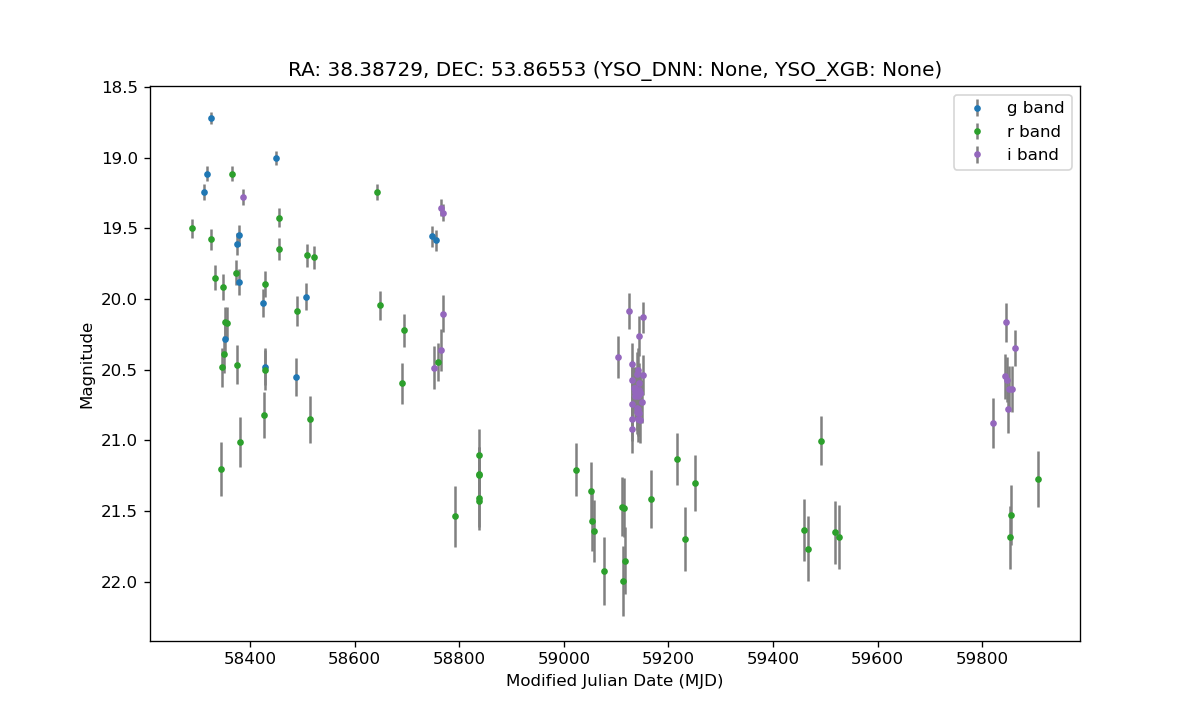 RA: 38.38729, DEC: 53.86553 (YSO_DNN: None, YSO_XGB: None)
18.5
19.0
19.5
20.0
20.5
21.0
21.5
22.0
Magnitude
g band
r band
i band
58400
58600
58800
59000
59200
59400
59600
59800
Modified Julian Date (MJD)